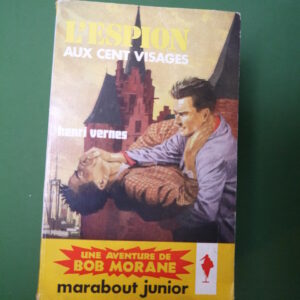 L'ESPION
AUX CENT VISAGES
henri vernes
UNE AVENTURE DE
BOB MORANE
marabout junior